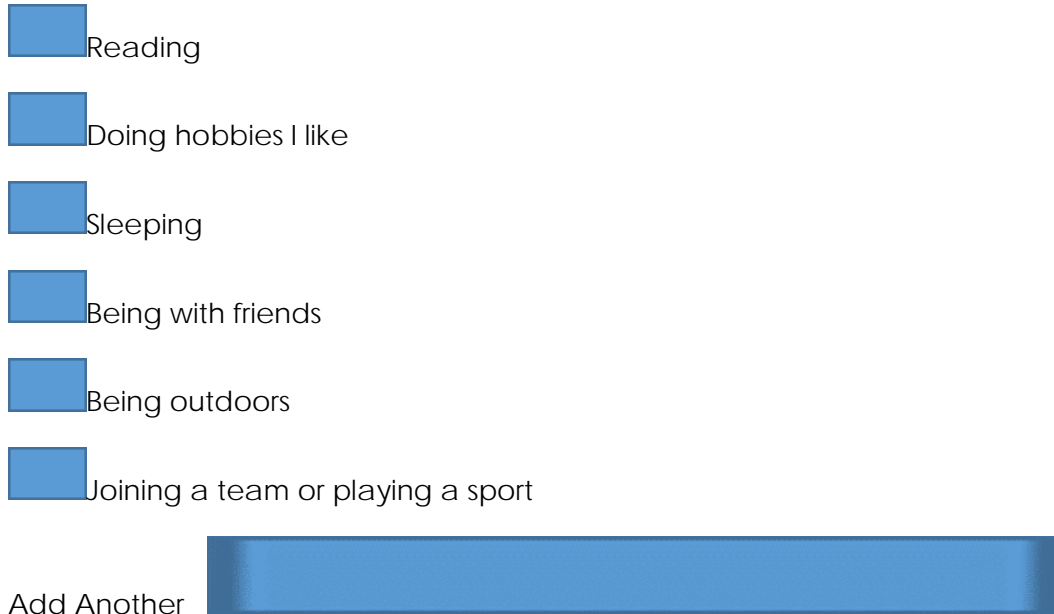 Reading
Doing hobbies I like
Sleeping
Being with friends
Being outdoors
Joining a team or playing a sport
Add Another